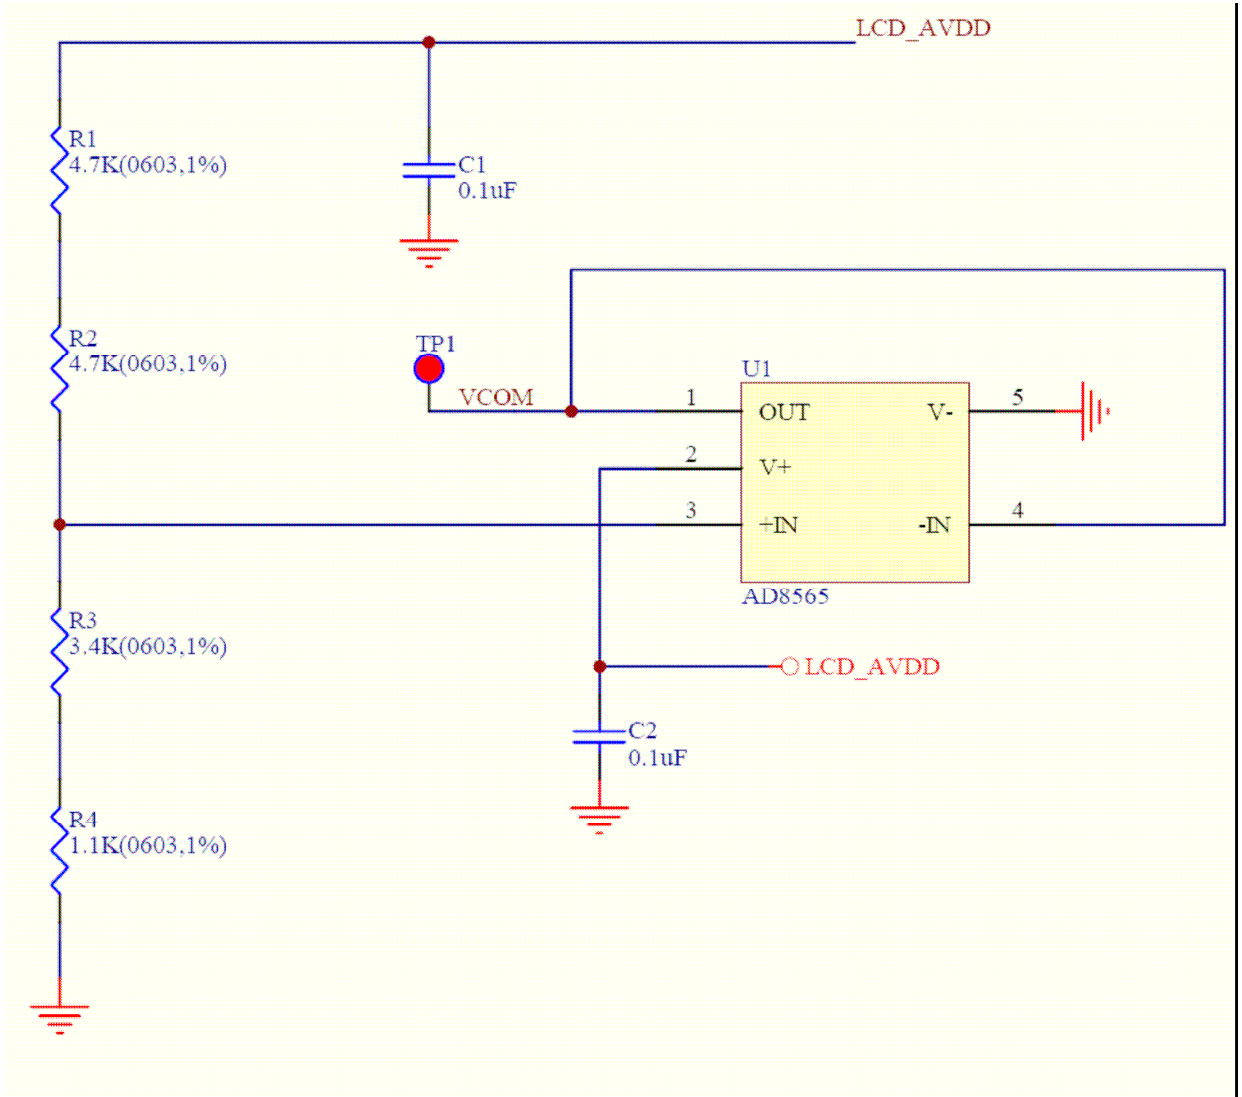 LCD_AVDD
R1
4.7K(0603,1%)
C1
0.1uF
R2
4.7K(0603,1%)
TP1
VCOM
U1
1
OUT
V-
5
2
V+
3
+IN
-IN
4
AD8565
R3
3.4K(0603,1%)
LCD_AVDD
C2
0.1uF
R4
1.1K(0603,1%)